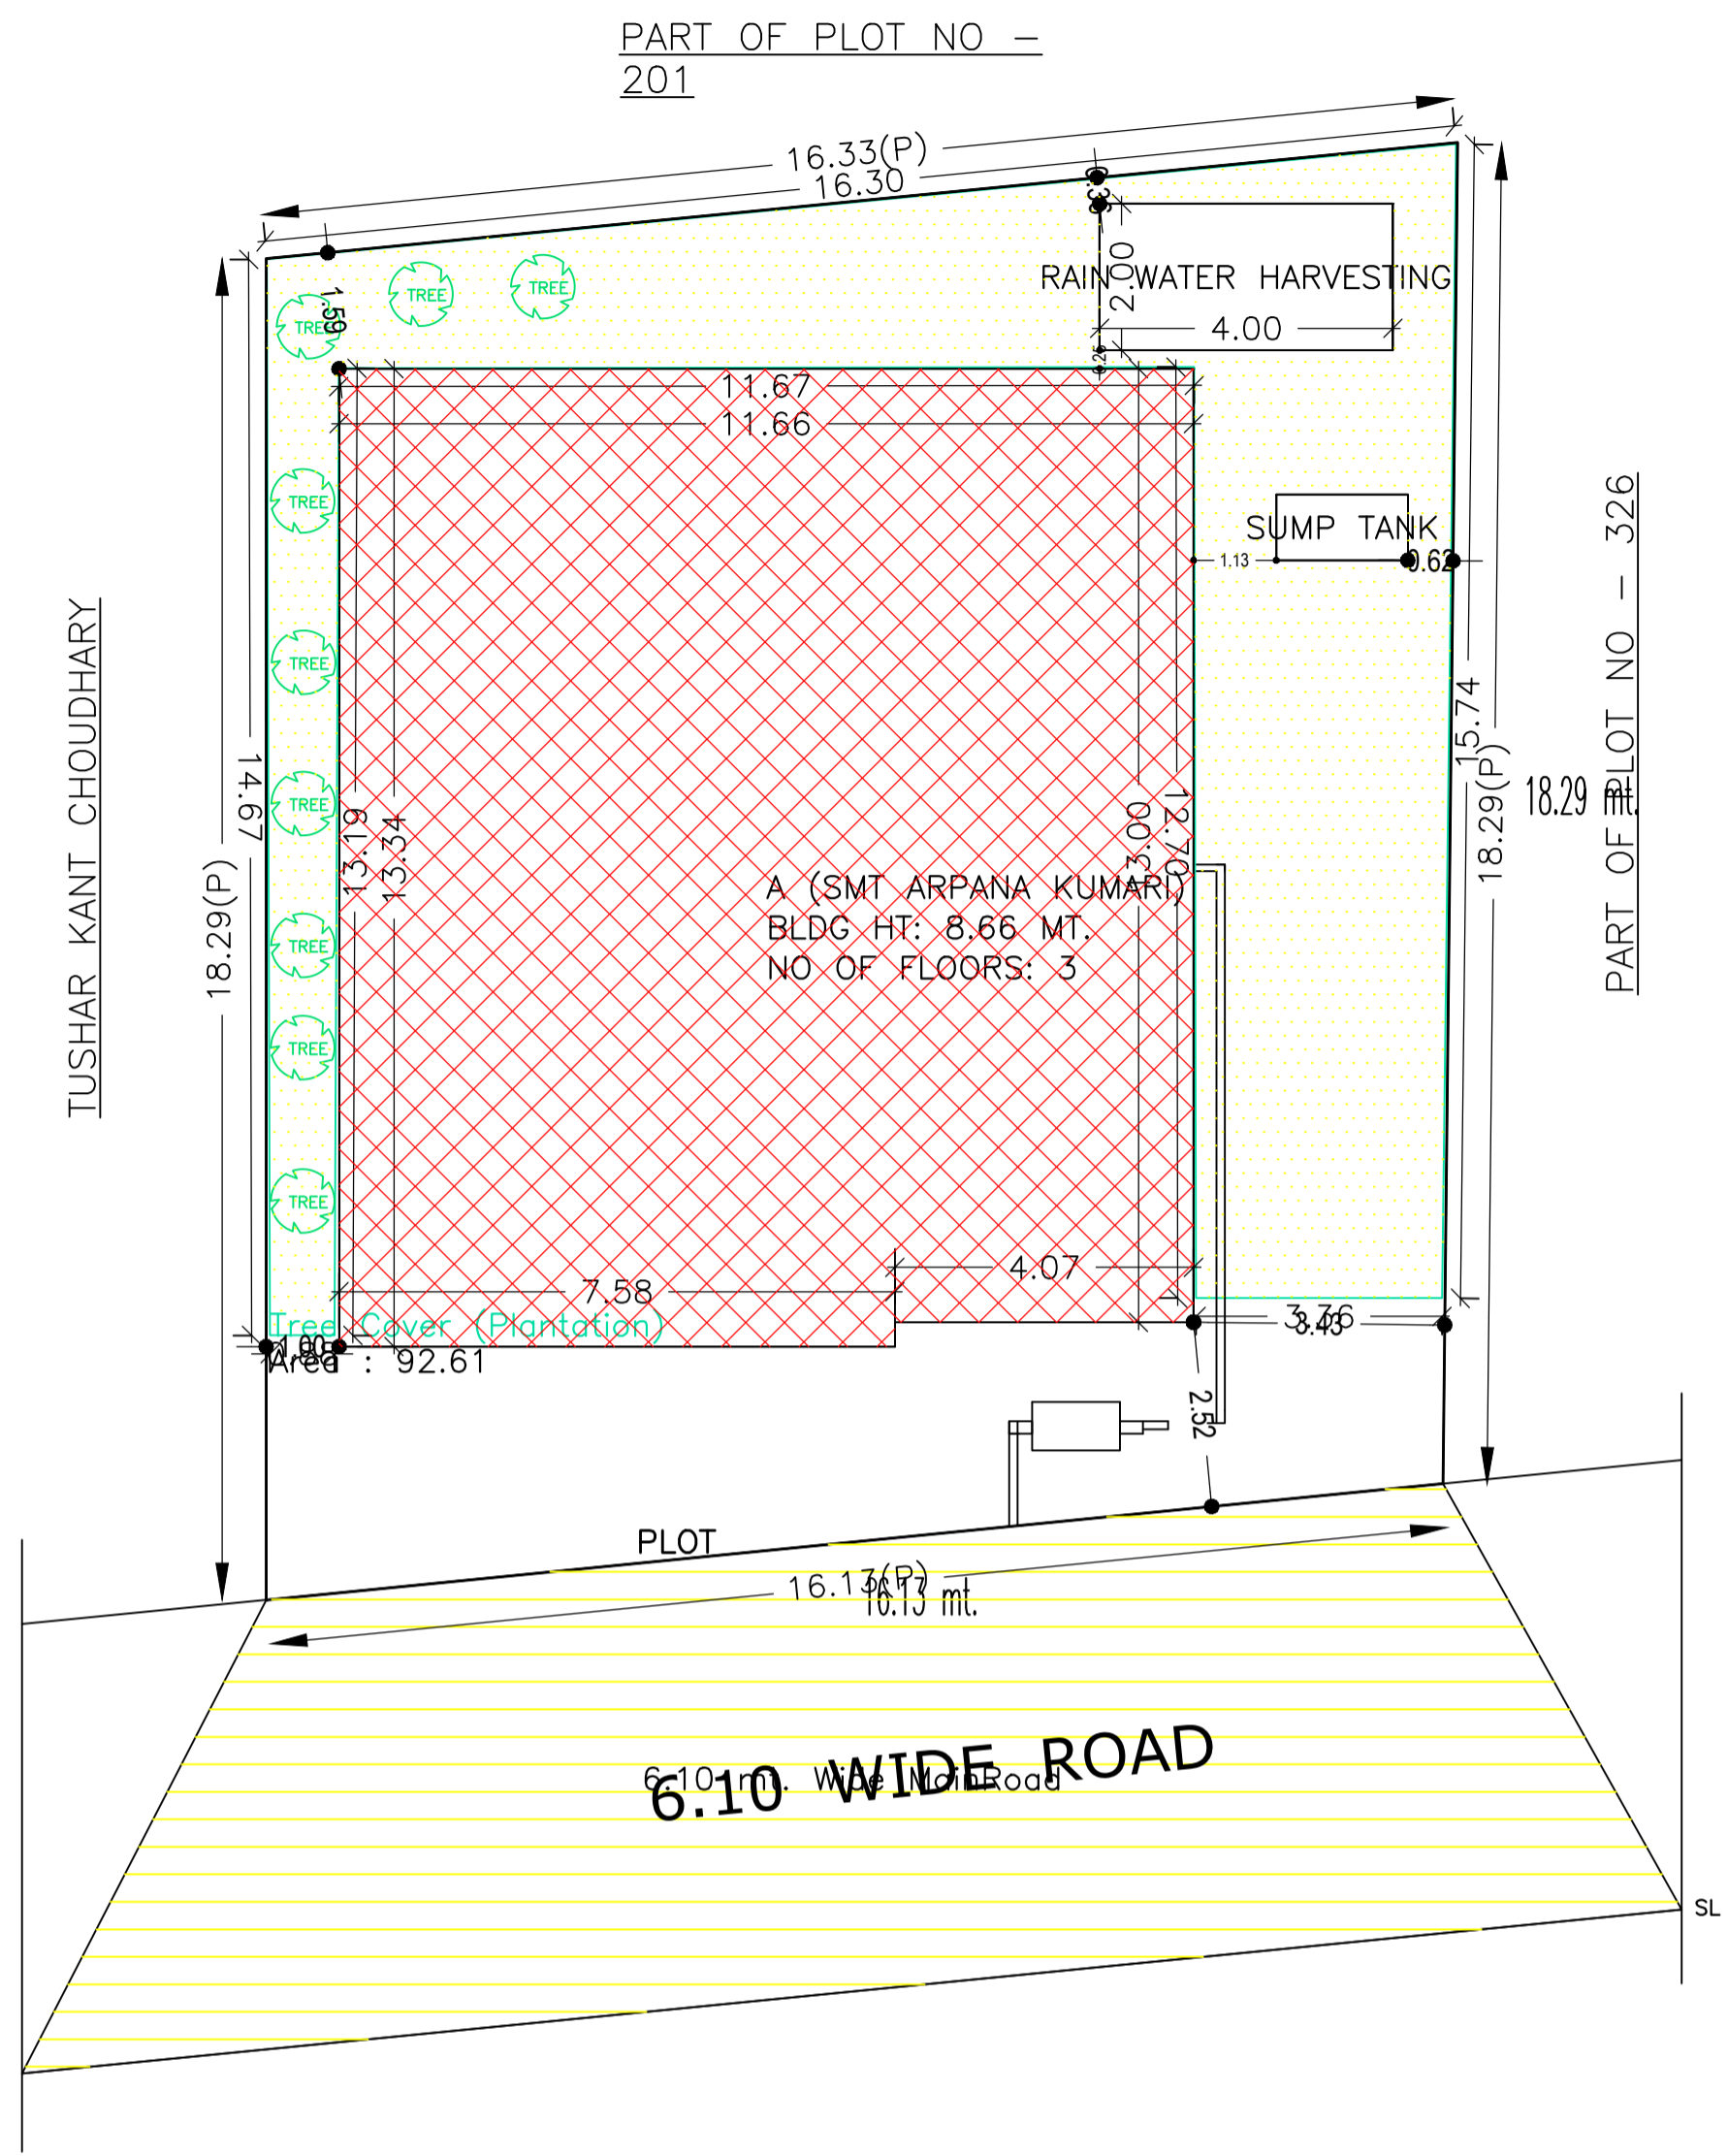 PART OF PLOT NO –
201
16.33(P)
16.30
TREE
TREE
TREE
1.59
2.00
RAIN WATER HARVESTING
4.00
11.67
11.66
TREE
SUMP TANK
1.13
0.62
PART OF PLOT NO – 326
TUSHAR KANT CHOUDHARY
TREE
TREE
TREE
TREE
TREE
14.67
18.29(P)
13.19
13.34
13.00
12.70
15.74
18.29(P)
18.29 mt.
A (SMT ARPANA KUMARI)
BLDG HT: 8.66 MT.
NO OF FLOORS: 3
4.07
7.58
3.76
3.43
Tree Cover (Plantation)
1.00
Area : 92.61
2.52
PLOT
16.13(P)
16.13 mt.
6.10 WIDE ROAD
6.10 mt. Wide MainRoad
SL